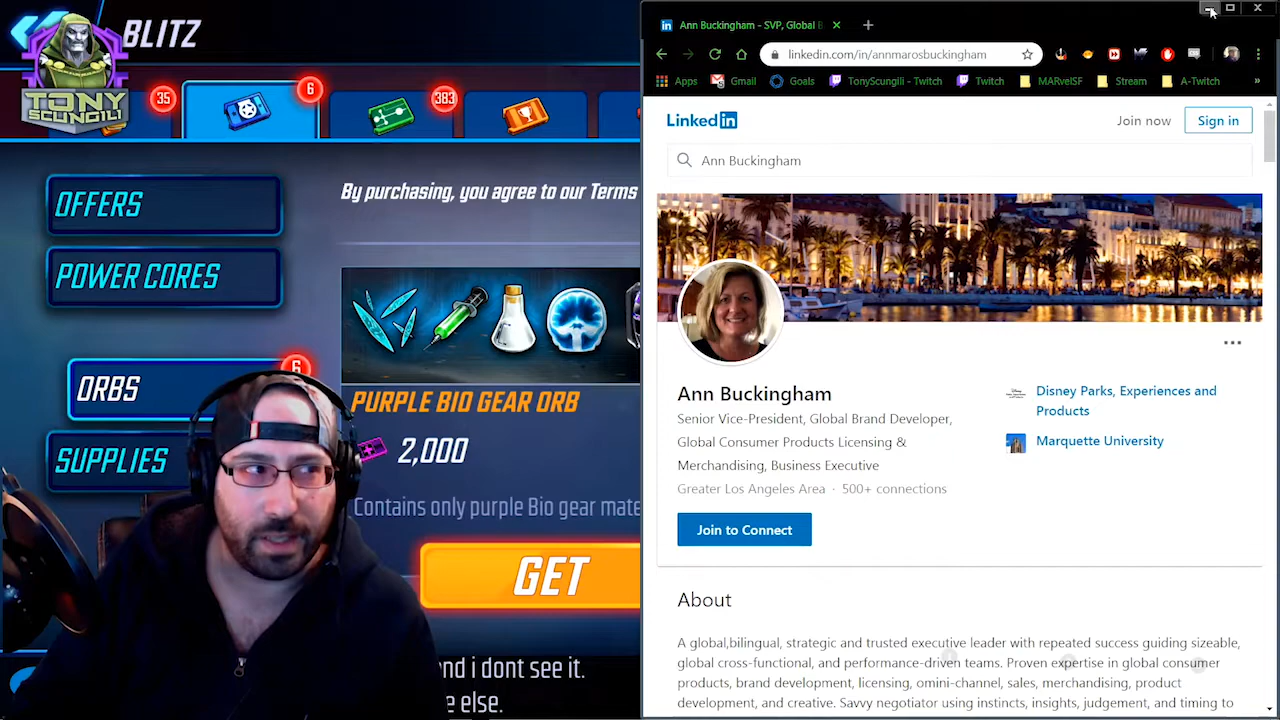 BLITZ
TONY
SCUNGILI
35
6
383
OFFERS
POWER CORES
ORBS
6
SUPPLIES
By purchasing, you agree to our Terms
PURPLE BIO GEAR ORB
2,000
Contains only purple Bio gear mate
GET
nd i dont see it.
e else.
Ann Buckingham - SVP, Global B
linkedin.com/in/annmarosbuckingham
Apps Gmail Goals TonyScungili - Twitch Twitch MARvelSF Stream A-Twitch »
Linked in
Join now
Sign in
Ann Buckingham
Ann Buckingham
Senior Vice-President, Global Brand Developer,
Global Consumer Products Licensing &
Merchandising, Business Executive
Greater Los Angeles Area · 500+ connections
Disney Parks, Experiences and
Products
Marquette University
Join to Connect
About
A global,bilingual, strategic and trusted executive leader with repeated success guiding sizeable,
global cross-functional, and performance-driven teams. Proven expertise in global consumer
products, brand development, licensing, omini-channel, sales, merchandising, product
development, and creative. Savvy negotiator using instincts, insights, judgement, and timing to